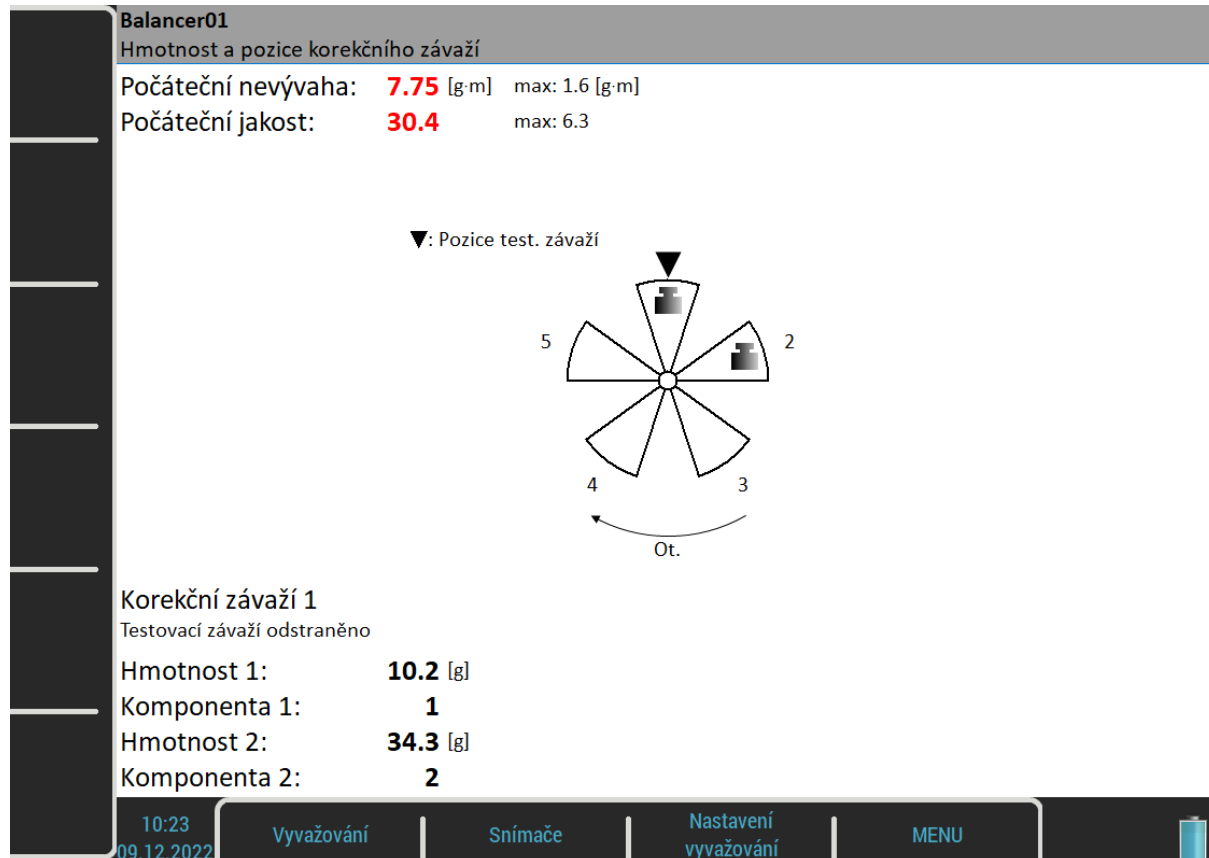 Balancer01
Hmotnost a pozice korekčního závaží
Počáteční nevývaha: 7.75 [g·m] max: 1.6 [g·m]
Počáteční jakost: 30.4 max: 6.3
▼: Pozice test. závaží
5 2
4 3
Ot.
Korekční závaží 1
Testovací závaží odstraněno
Hmotnost 1: 10.2 [g]
Komponenta 1: 1
Hmotnost 2: 34.3 [g]
Komponenta 2: 2
10:23
09.12.2022
Vyvažování
Snímače
Nastavení
vyvažování
MENU